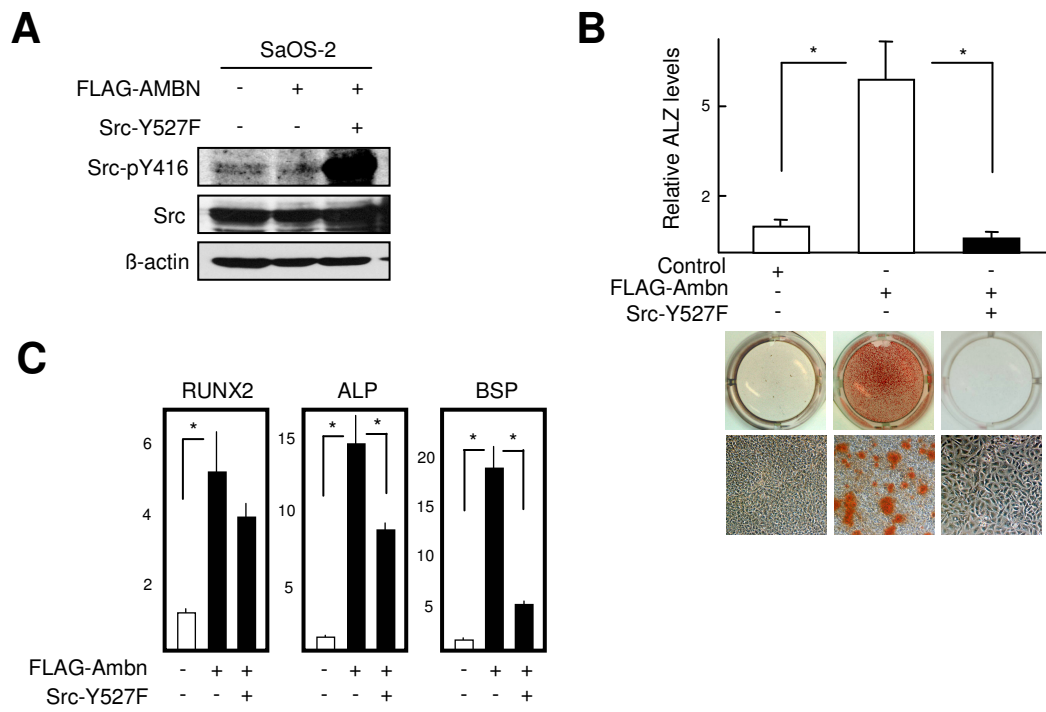 A
SaOS-2
FLAG-AMBN - + +
Src-Y527F - - +
Src-pY416
Src
ß-actin
B
Relative ALZ levels
5
2
* *
Control + - -
FLAG-Ambn - + +
Src-Y527F - - +
C
RUNX2 ALP BSP
6
4
2
*
15
10
5
* *
20
15
10
5
* *
FLAG-Ambn - + + - + + - + +
Src-Y527F - - + - - + - - +